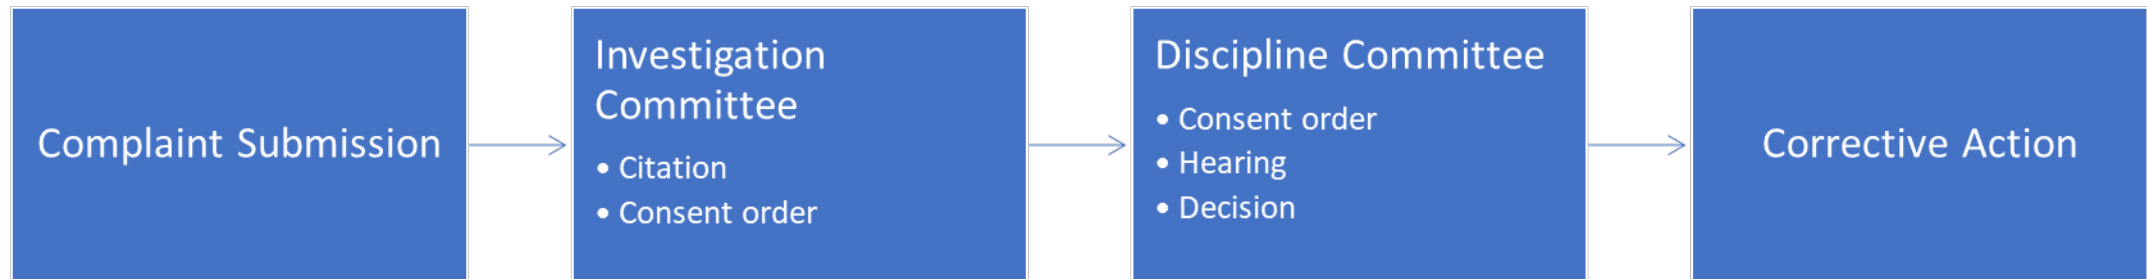 Complaint Submission
Investigation
Committee
• Citation
• Consent order
Discipline Committee
• Consent order
• Hearing
• Decision
Corrective Action